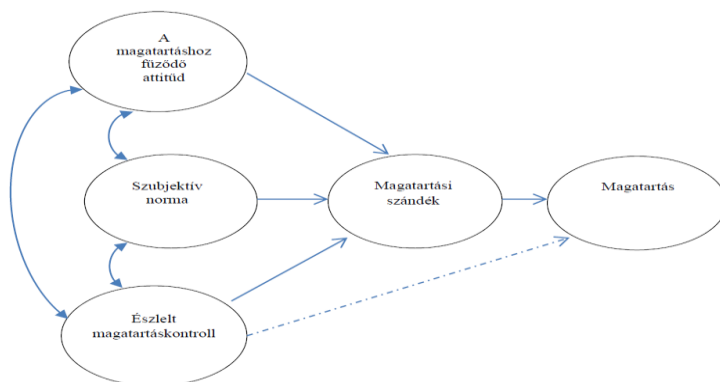 A
magatartáshoz
fűződő
attitűd
Szubjektív
norma
Magatartási
szándék
Magatartás
Észlelt
magatartáskontroll